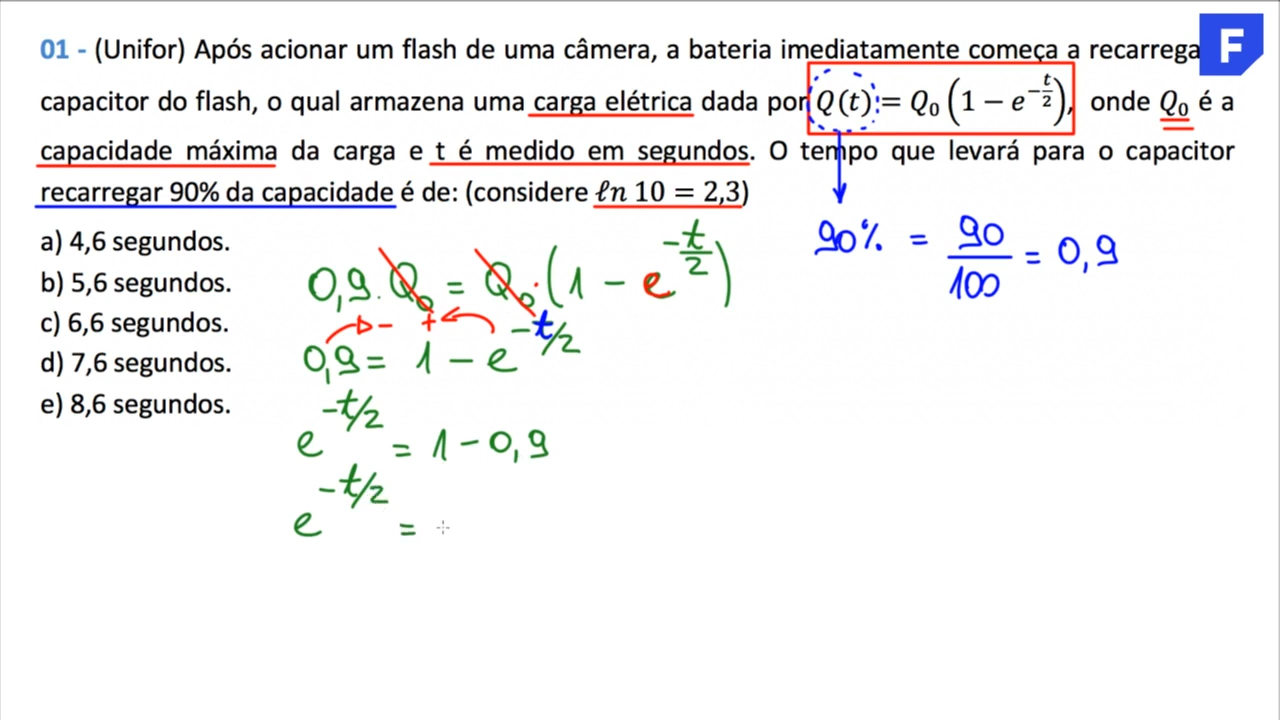 01 - (Unifor) Após acionar um flash de uma câmera, a bateria imediatamente começa a recarrega
F
capacitor do flash, o qual armazena uma carga elétrica dada por Q(t) = Q₀ (1 − e^(−t/2)), onde Q₀ é a
capacidade máxima da carga e t é medido em segundos. O tempo que levará para o capacitor
recarregar 90% da capacidade é de: (considere ℓn 10 = 2,3)
a) 4,6 segundos.
b) 5,6 segundos.
c) 6,6 segundos.
d) 7,6 segundos.
e) 8,6 segundos.
90% = 90/100 = 0,9
0,9 . Q₀ = Q₀ . (1 − e^(−t/2))
− +
0,9 = 1 − e^(−t/2)
e^(−t/2) = 1 − 0,9
e^(−t/2) =